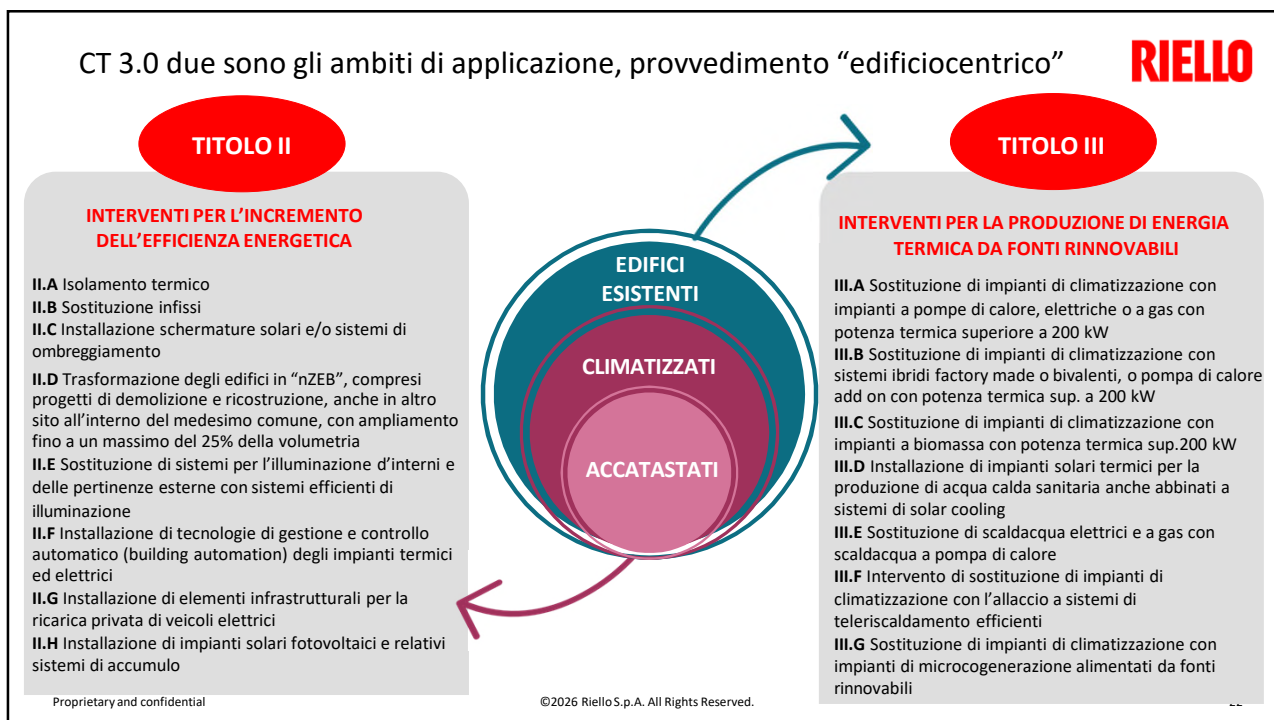 CT 3.0 due sono gli ambiti di applicazione, provvedimento “edificiocentrico”
RIELLO
TITOLO II
INTERVENTI PER L’INCREMENTO
DELL’EFFICIENZA ENERGETICA
II.A Isolamento termico
II.B Sostituzione infissi
II.C Installazione schermature solari e/o sistemi di
ombreggiamento
II.D Trasformazione degli edifici in “nZEB”, compresi
progetti di demolizione e ricostruzione, anche in altro
sito all’interno del medesimo comune, con ampliamento
fino a un massimo del 25% della volumetria
II.E Sostituzione di sistemi per l’illuminazione d’interni e
delle pertinenze esterne con sistemi efficienti di
illuminazione
II.F Installazione di tecnologie di gestione e controllo
automatico (building automation) degli impianti termici
ed elettrici
II.G Installazione di elementi infrastrutturali per la
ricarica privata di veicoli elettrici
II.H Installazione di impianti solari fotovoltaici e relativi
sistemi di accumulo
EDIFICI
ESISTENTI
CLIMATIZZATI
ACCATASTATI
TITOLO III
INTERVENTI PER LA PRODUZIONE DI ENERGIA
TERMICA DA FONTI RINNOVABILI
III.A Sostituzione di impianti di climatizzazione con
impianti a pompe di calore, elettriche o a gas con
potenza termica superiore a 200 kW
III.B Sostituzione di impianti di climatizzazione con
sistemi ibridi factory made o bivalenti, o pompa di calore
add on con potenza termica sup. a 200 kW
III.C Sostituzione di impianti di climatizzazione con
impianti a biomassa con potenza termica sup.200 kW
III.D Installazione di impianti solari termici per la
produzione di acqua calda sanitaria anche abbinati a
sistemi di solar cooling
III.E Sostituzione di scaldacqua elettrici e a gas con
scaldacqua a pompa di calore
III.F Intervento di sostituzione di impianti di
climatizzazione con l’allaccio a sistemi di
teleriscaldamento efficienti
III.G Sostituzione di impianti di climatizzazione con
impianti di microcogenerazione alimentati da fonti
rinnovabili
Proprietary and confidential
©2026 Riello S.p.A. All Rights Reserved.